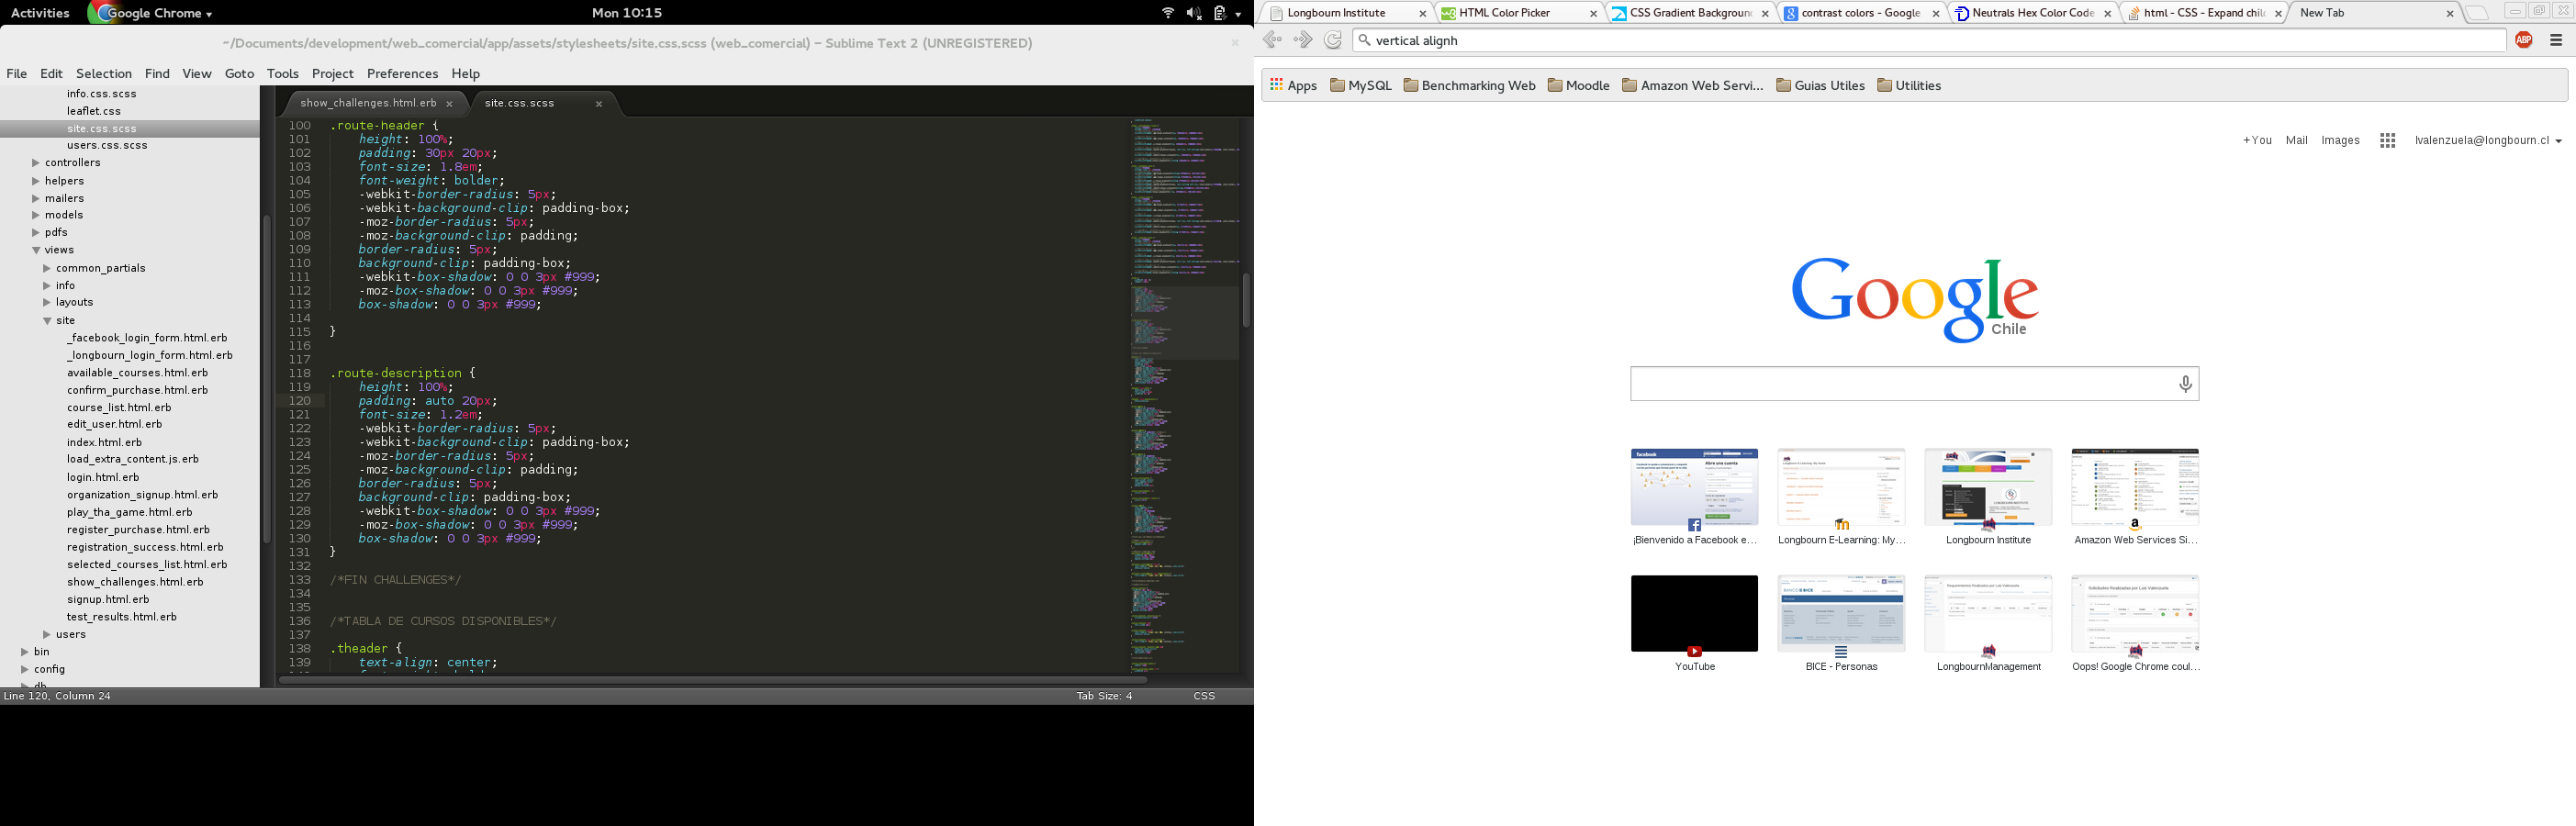 Activities
Google Chrome
Mon 10:15
~/Documents/development/web_comercial/app/assets/stylesheets/site.css.scss (web_comercial) – Sublime Text 2 (UNREGISTERED)
File Edit Selection Find View Goto Tools Project Preferences Help
info.css.scss
leaflet.css
site.css.scss
users.css.scss
controllers
helpers
mailers
models
pdfs
views
common_partials
info
layouts
site
_facebook_login_form.html.erb
_longbourn_login_form.html.erb
available_courses.html.erb
confirm_purchase.html.erb
course_list.html.erb
edit_user.html.erb
index.html.erb
load_extra_content.js.erb
login.html.erb
organization_signup.html.erb
play_tha_game.html.erb
register_purchase.html.erb
registration_success.html.erb
selected_courses_list.html.erb
show_challenges.html.erb
signup.html.erb
test_results.html.erb
users
bin
config
db
show_challenges.html.erb
site.css.scss
100 .route-header {
101 height: 100%;
102 padding: 30px 20px;
103 font-size: 1.8em;
104 font-weight: bolder;
105 -webkit-border-radius: 5px;
106 -webkit-background-clip: padding-box;
107 -moz-border-radius: 5px;
108 -moz-background-clip: padding;
109 border-radius: 5px;
110 background-clip: padding-box;
111 -webkit-box-shadow: 0 0 3px #999;
112 -moz-box-shadow: 0 0 3px #999;
113 box-shadow: 0 0 3px #999;
114
115 }
116
117
118 .route-description {
119 height: 100%;
120 padding: auto 20px;
121 font-size: 1.2em;
122 -webkit-border-radius: 5px;
123 -webkit-background-clip: padding-box;
124 -moz-border-radius: 5px;
125 -moz-background-clip: padding;
126 border-radius: 5px;
127 background-clip: padding-box;
128 -webkit-box-shadow: 0 0 3px #999;
129 -moz-box-shadow: 0 0 3px #999;
130 box-shadow: 0 0 3px #999;
131 }
132
133 /*FIN CHALLENGES*/
134
135
136 /*TABLA DE CURSOS DISPONIBLES*/
137
138 .theader {
139 text-align: center;
Line 120, Column 24
Tab Size: 4
CSS
Longbourn Institute
HTML Color Picker
CSS Gradient Background
contrast colors - Google
Neutrals Hex Color Code
html - CSS - Expand chil
New Tab
vertical alignh
ABP
Apps
MySQL
Benchmarking Web
Moodle
Amazon Web Servi...
Guias Utiles
Utilities
+You Mail Images
lvalenzuela@longbourn.cl
Google
Chile
¡Bienvenido a Facebook e...
Longbourn E-Learning: My...
Longbourn Institute
Amazon Web Services Si...
YouTube
BICE - Personas
LongbournManagement
Oops! Google Chrome coul...